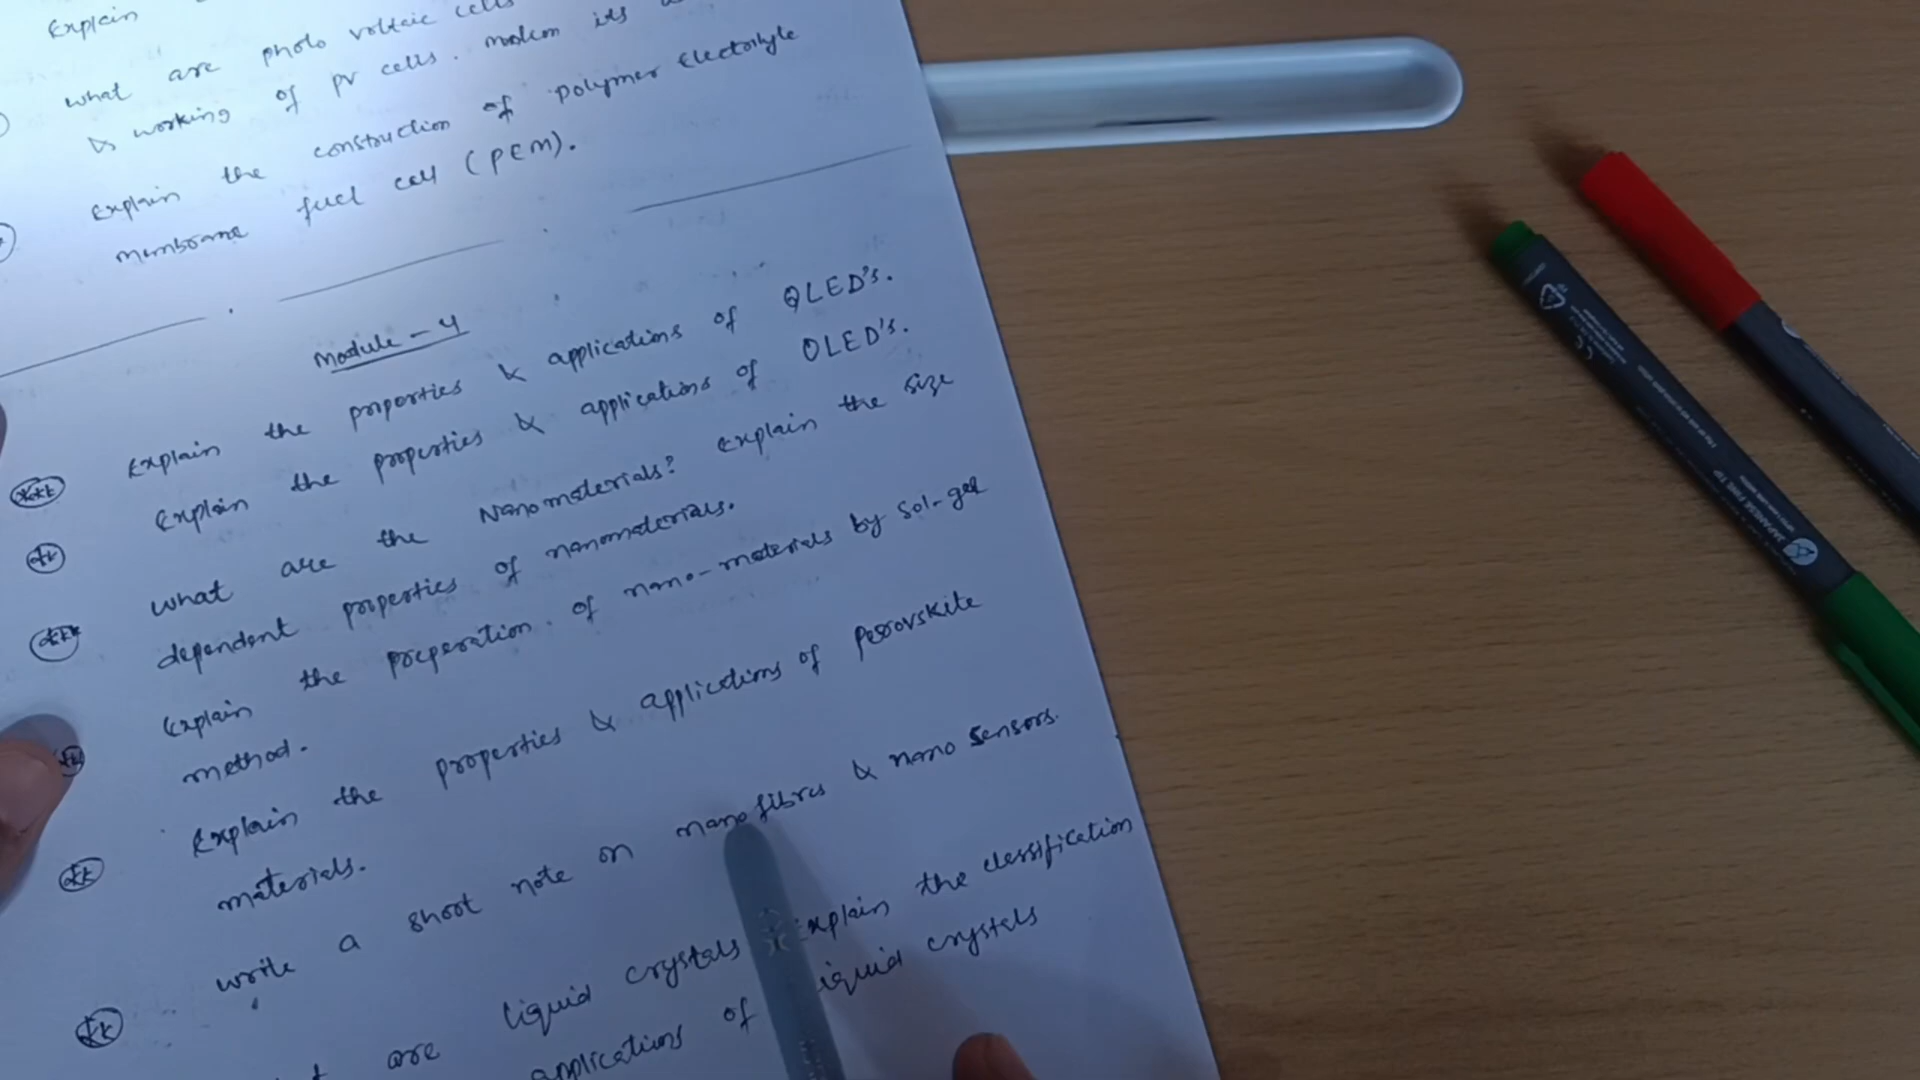 Explain
what are photo voltaic cells
& working of PV cells. mention its
Explain the construction of polymer Electrolyte
membrane fuel cell (PEM).
Module - 4
*** Explain the properties & applications of QLED's.
** Explain the properties & applications of OLED's.
*** what are the Nanomaterials? Explain the size
dependent properties of nanomaterials.
** Explain the preperation of nano-materials by Sol-gel
method.
** Explain the properties & applications of perovskite
materials.
** write a short note on nanofibres & nano sensors.
are liquid crystals Explain the classification
applications of liquid crystals